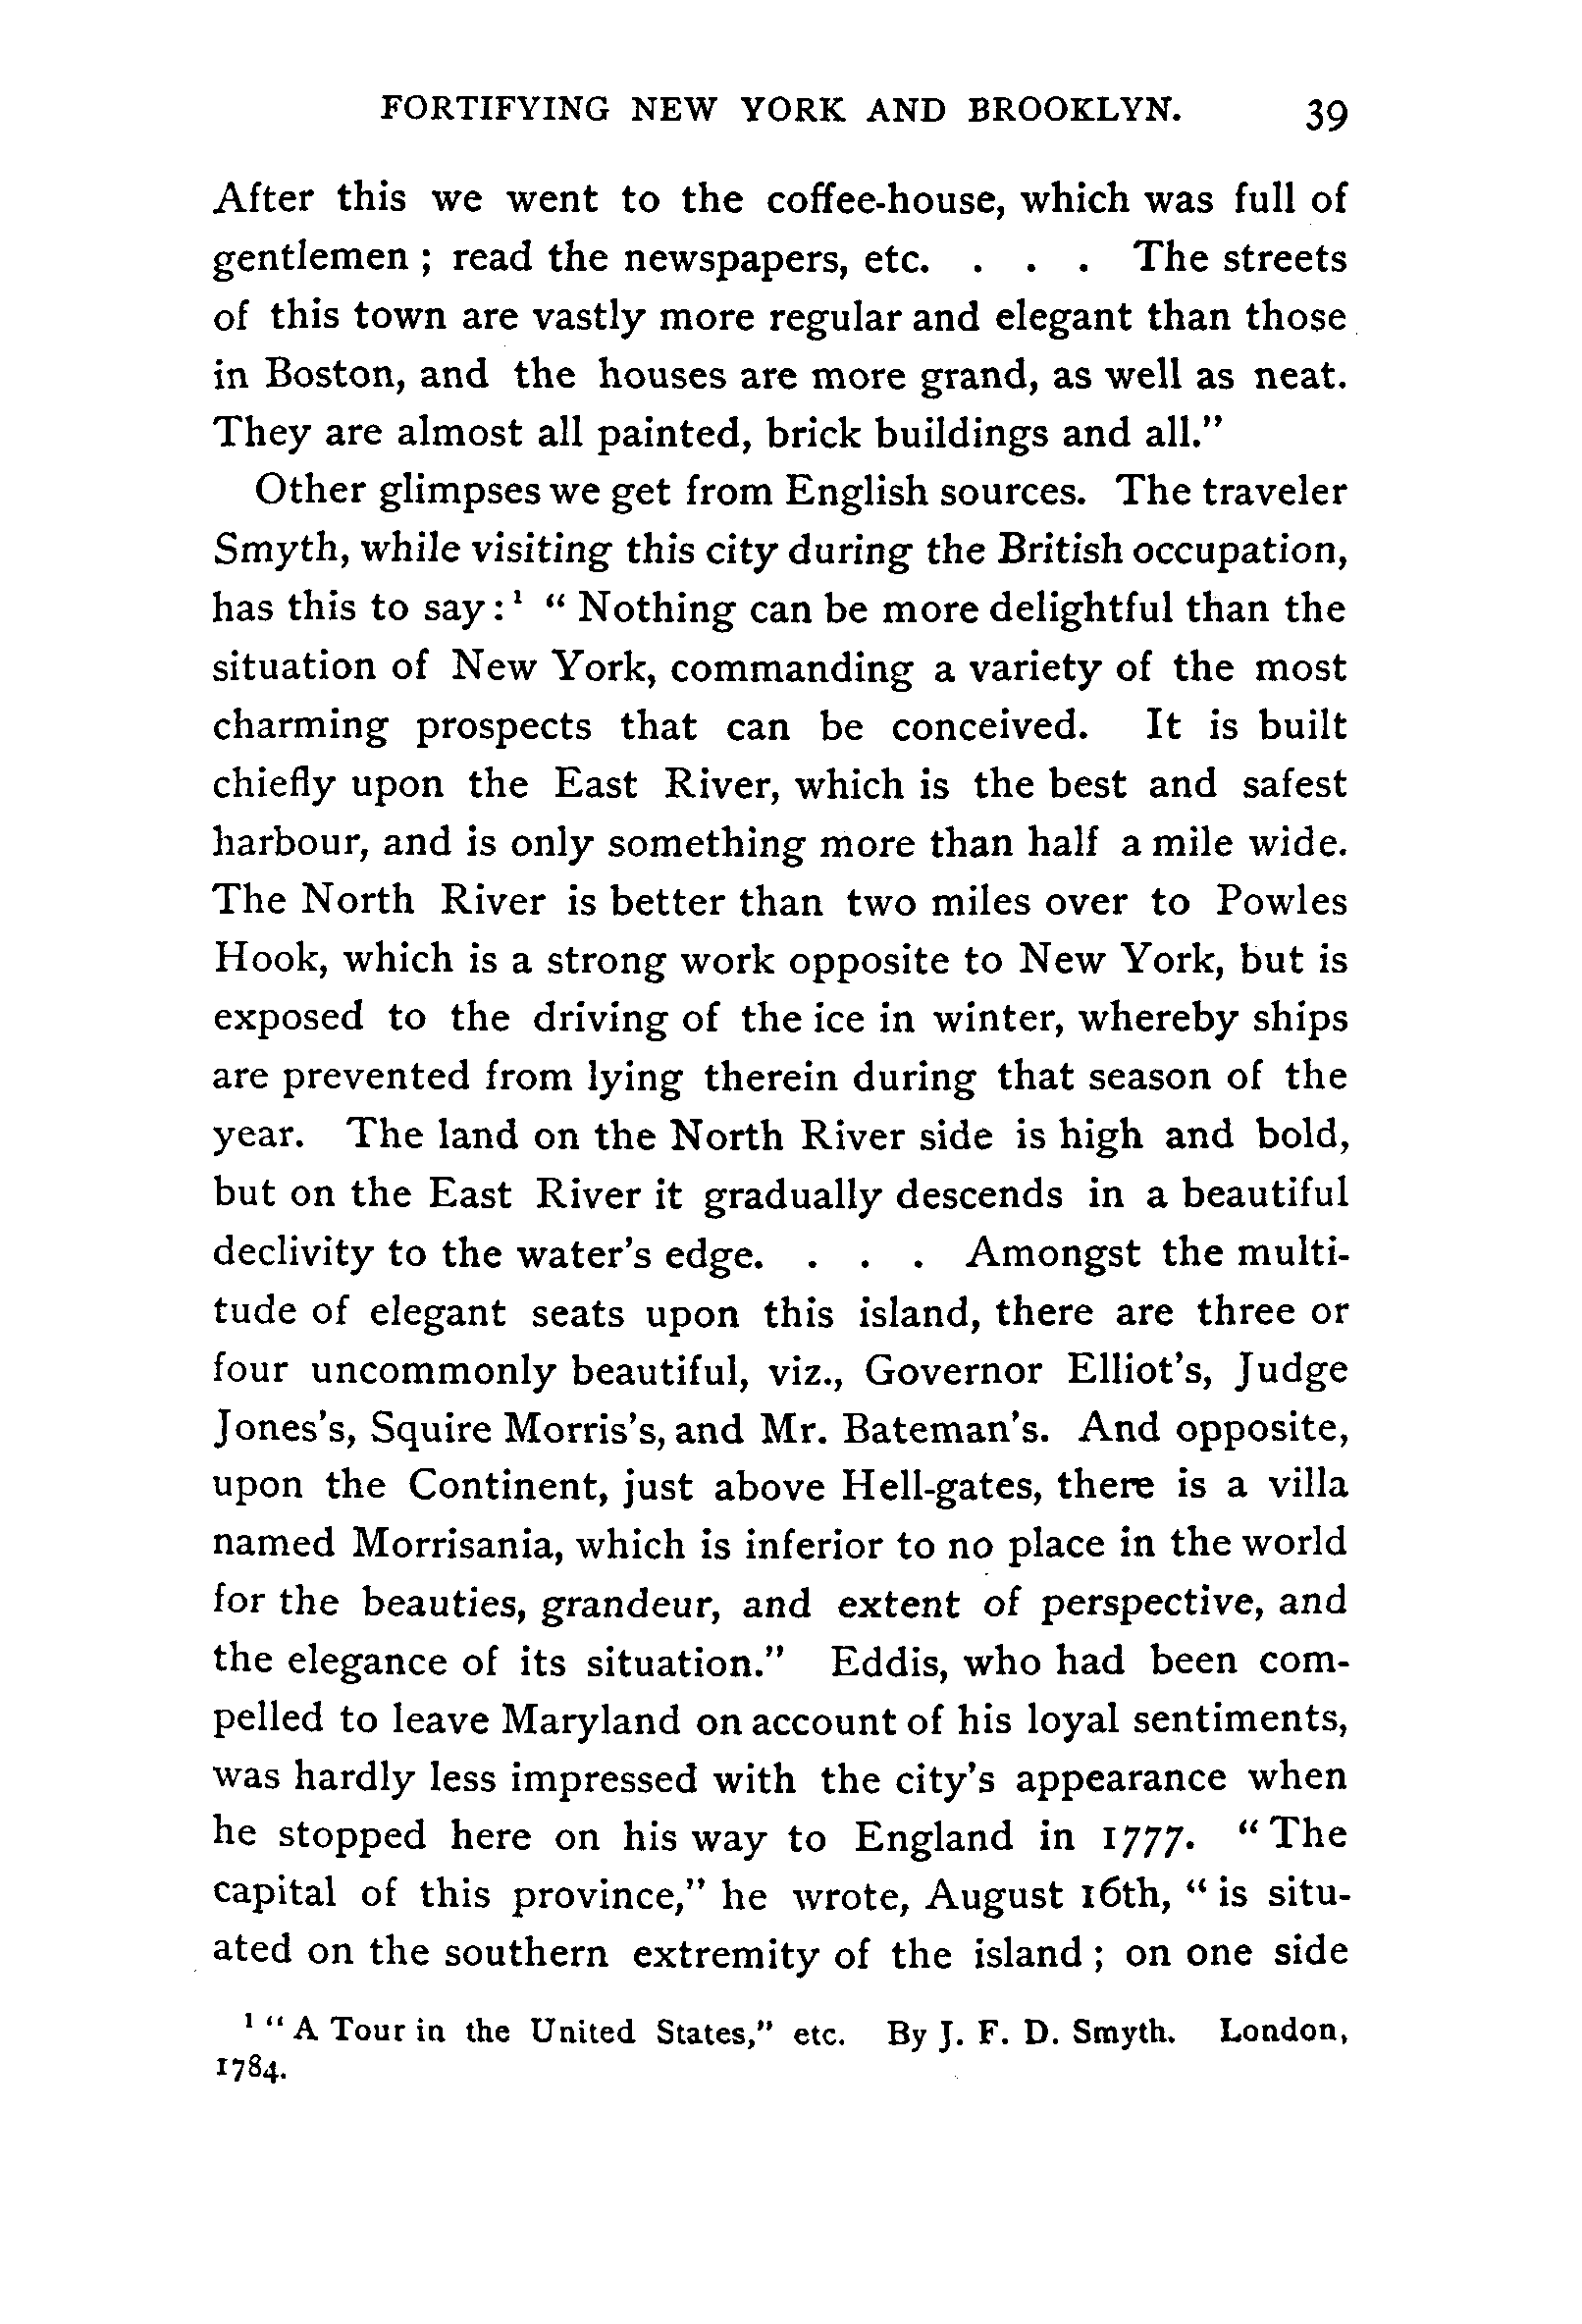 FORTIFYING NEW YORK AND BROOKLYN. 39
After this we went to the coffee-house, which was full of
gentlemen ; read the newspapers, etc. . . . The streets
of this town are vastly more regular and elegant than those
in Boston, and the houses are more grand, as well as neat.
They are almost all painted, brick buildings and all."
Other glimpses we get from English sources. The traveler
Smyth, while visiting this city during the British occupation,
has this to say:¹ " Nothing can be more delightful than the
situation of New York, commanding a variety of the most
charming prospects that can be conceived. It is built
chiefly upon the East River, which is the best and safest
harbour, and is only something more than half a mile wide.
The North River is better than two miles over to Powles
Hook, which is a strong work opposite to New York, but is
exposed to the driving of the ice in winter, whereby ships
are prevented from lying therein during that season of the
year. The land on the North River side is high and bold,
but on the East River it gradually descends in a beautiful
declivity to the water's edge. . . . Amongst the multi-
tude of elegant seats upon this island, there are three or
four uncommonly beautiful, viz., Governor Elliot's, Judge
Jones's, Squire Morris's, and Mr. Bateman's. And opposite,
upon the Continent, just above Hell-gates, there is a villa
named Morrisania, which is inferior to no place in the world
for the beauties, grandeur, and extent of perspective, and
the elegance of its situation." Eddis, who had been com-
pelled to leave Maryland on account of his loyal sentiments,
was hardly less impressed with the city's appearance when
he stopped here on his way to England in 1777. " The
capital of this province," he wrote, August 16th, " is situ-
ated on the southern extremity of the island ; on one side
¹ " A Tour in the United States," etc. By J. F. D. Smyth. London,
1784.